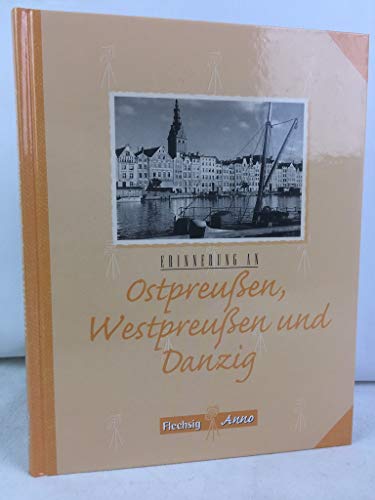 ERINNERUNG AN
Ostpreußen,
Westpreußen und
Danzig
Flechsig Anno